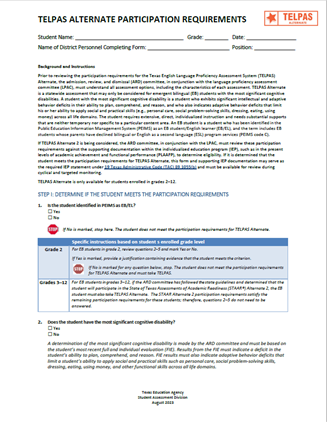 TELPAS ALTERNATE PARTICIPATION REQUIREMENTS
TELPAS
ALTERNATE
Student Name: Grade: Date:
Name of District Personnel Completing Form: Position:
Background and Instructions
Prior to reviewing the participation requirements for the Texas English Language Proficiency Assessment System (TELPAS)
Alternate, the admission, review, and dismissal (ARD) committee, in conjunction with the language proficiency assessment
committee (LPAC), must understand all assessment options, including the characteristics of each assessment. TELPAS Alternate
is a statewide assessment that may only be considered for emergent bilingual (EB) students with the most significant cognitive
disabilities. A student with the most significant cognitive disability is a student who exhibits significant intellectual and adaptive
behavior deficits in their ability to plan, comprehend, and reason, and who also indicates adaptive behavior deficits that limit
his or her ability to apply social and practical skills (e.g., personal care, social problem-solving skills, dressing, eating, using
money) across all life domains. The student requires extensive, direct, individualized instruction and needs substantial supports
that are neither temporary nor specific to a particular content area. An EB student is a student who has been identified in the
Public Education Information Management System (PEIMS) as an EB student/English learner (EB/EL), and the term includes EB
students whose parents have declined bilingual or English as a second language (ESL) program services (PEIMS code C).
If TELPAS Alternate is being considered, the ARD committee, in conjunction with the LPAC, must review these participation
requirements against the supporting documentation within the individualized education program (IEP), such as in the present
levels of academic achievement and functional performance (PLAAFP), to determine eligibility. If it is determined that the
student meets the participation requirements for TELPAS Alternate, this form and supporting IEP documentation may serve as
the required IEP statement under
and must be available for review during
cyclical and targeted monitoring.
TELPAS Alternate is only available for students enrolled in grades 2–12.
STEP I: DETERMINE IF THE STUDENT MEETS THE PARTICIPATION REQUIREMENTS
1. Is the student identified in PEIMS as EB/EL?
Yes
No
STOP If No is marked, stop here. The student does not meet the participation requirements for TELPAS Alternate.
Specific instructions based on student's enrolled grade level
Grade 2 For EB students in grade 2, review questions 2–5 and mark Yes or No.
If Yes is marked, provide a justification containing evidence that the student meets the criterion.
STOP If No is marked for any question below, stop. The student does not meet the participation requirements
for TELPAS Alternate and must take TELPAS.
Grades 3–12 For EB students in grades 3–12, if the ARD committee has followed the state guidelines and determined that the
student will participate in the State of Texas Assessments of Academic Readiness (STAAR®) Alternate 2, the EB
student must also take TELPAS Alternate. The STAAR Alternate 2 participation requirements satisfy the
remaining participation requirements for these students; therefore, questions 2–5 do not need to be
answered.
2. Does the student have the most significant cognitive disability?
Yes
No
A determination of the most significant cognitive disability is made by the ARD committee and must be based on
the student's most recent full and individual evaluation (FIE). Results from the FIE must indicate a deficit in the
student's ability to plan, comprehend, and reason. FIE results must also indicate adaptive behavior deficits that
limit a student's ability to apply social and practical skills such as personal care, social problem-solving skills,
dressing, eating, using money, and other functional skills across all life domains.
Texas Education Agency
Student Assessment Division
August 2023